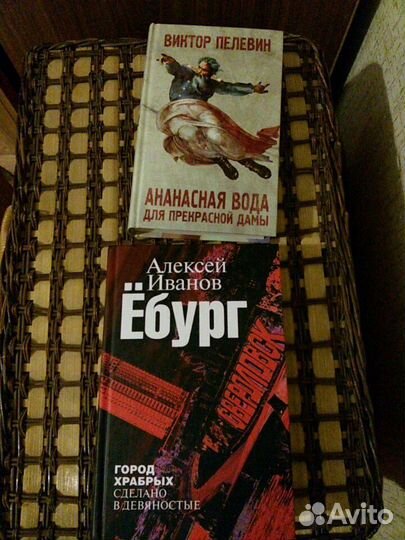 ВИКТОР ПЕЛЕВИН
АНАНАСНАЯ ВОДА
ДЛЯ ПРЕКРАСНОЙ ДАМЫ
Алексей
Иванов
Ёбург
СВЕРДЛОВСК
ГОРОД
ХРАБРЫХ
СДЕЛАНО
В ДЕВЯНОСТЫЕ
Avito